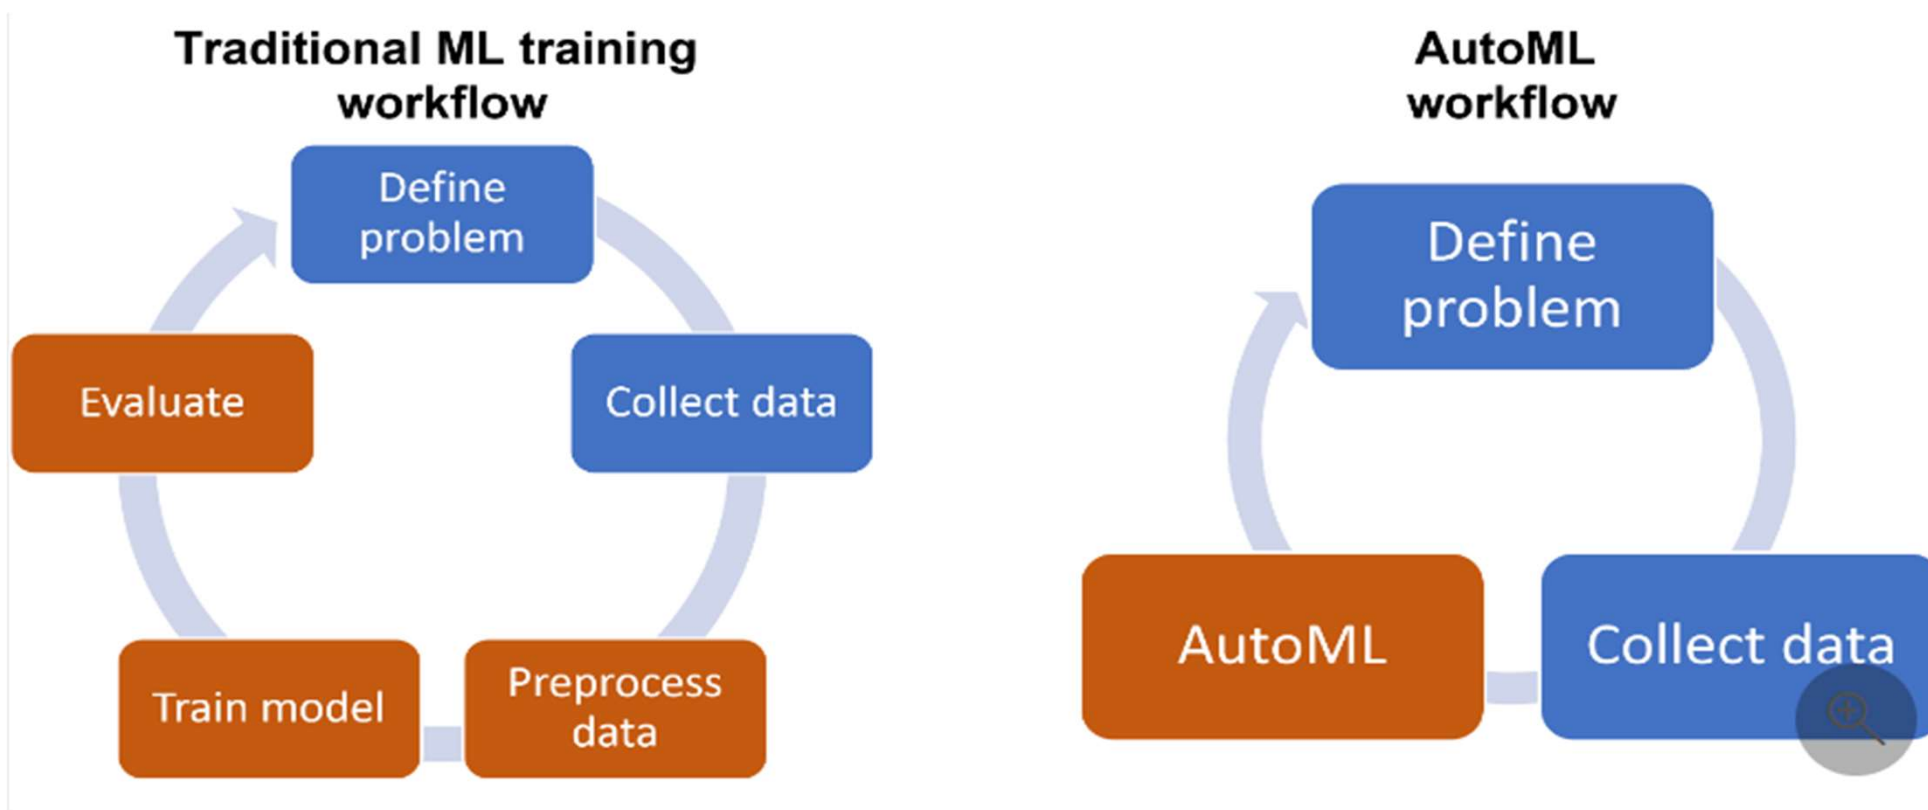 Traditional ML training
workflow
Define
problem
Collect data
Preprocess
data
Train model
Evaluate
AutoML
workflow
Define
problem
Collect data
AutoML